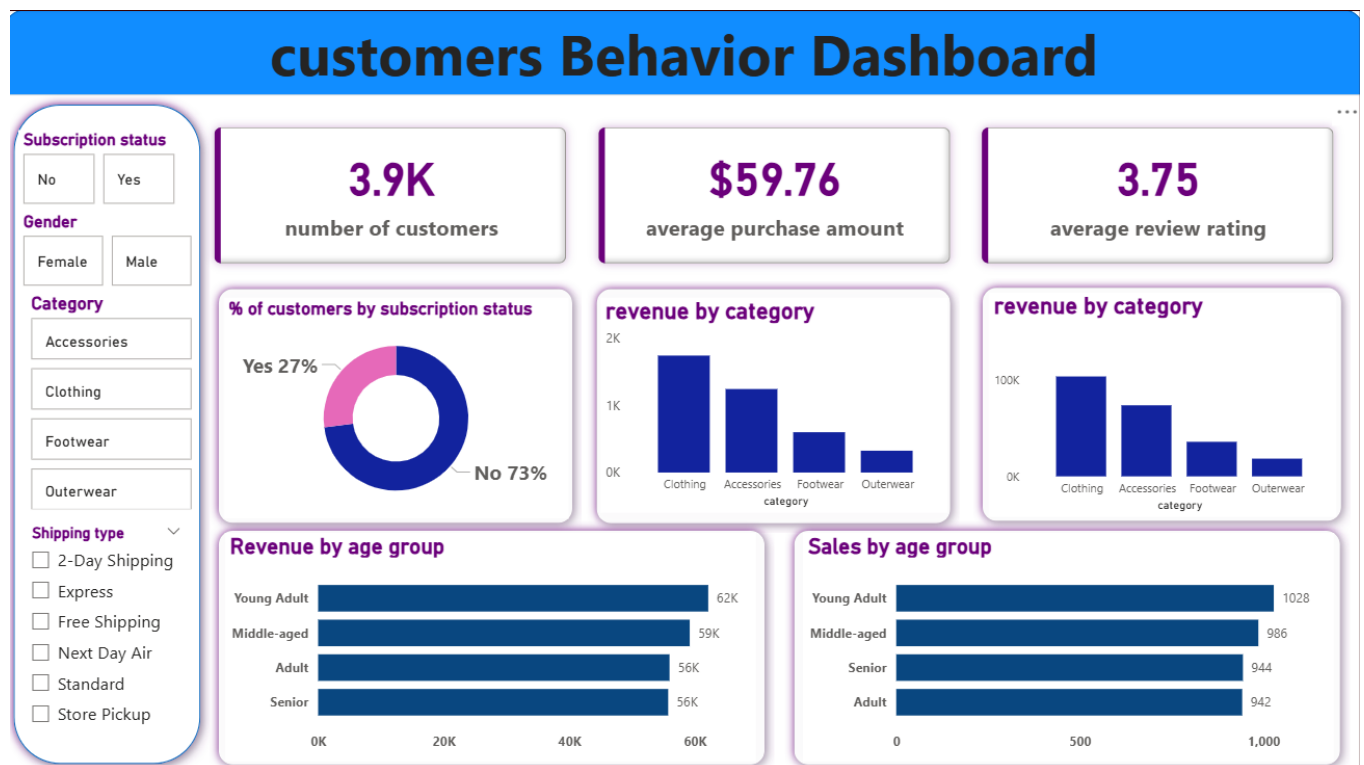 customers Behavior Dashboard
Subscription status
No
Yes
Gender
Female
Male
Category
Accessories
Clothing
Footwear
Outerwear
Shipping type
2-Day Shipping
Express
Free Shipping
Next Day Air
Standard
Store Pickup
3.9K
number of customers
$59.76
average purchase amount
3.75
average review rating
% of customers by subscription status
Yes 27%
No 73%
revenue by category
2K
1K
0K
Clothing Accessories Footwear Outerwear
category
revenue by category
100K
0K
Clothing Accessories Footwear Outerwear
category
Revenue by age group
Young Adult 62K
Middle-aged 59K
Adult 56K
Senior 56K
0K 20K 40K 60K
Sales by age group
Young Adult 1028
Middle-aged 986
Senior 944
Adult 942
0 500 1,000